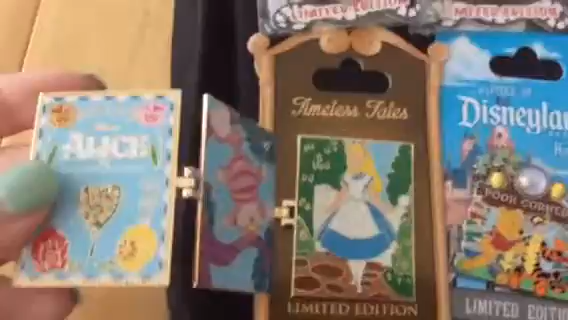 LIMITED EDITION
LIMITED EDITION
ALICE
Timeless Tales
LIMITED EDITION
Disneyland
POOH CORNER
LIMITED EDITION